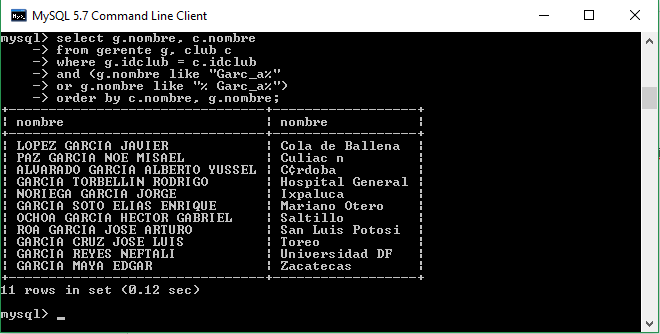 MySQL 5.7 Command Line Client
mysql> select g.nombre, c.nombre
-> from gerente g, club c
-> where g.idclub = c.idclub
-> and (g.nombre like "Garc_a%"
-> or g.nombre like "% Garc_a%")
-> order by c.nombre, g.nombre;
+--------------------------------+------------------+
| nombre | nombre |
+--------------------------------+------------------+
| LOPEZ GARCIA JAVIER | Cola de Ballena |
| PAZ GARCIA NOE MISAEL | Culiac n |
| ALVARADO GARCIA ALBERTO YUSSEL | C¢rdoba |
| GARCIA TORBELLIN RODRIGO | Hospital General |
| NORIEGA GARCIA JORGE | Ixpaluca |
| GARCIA SOTO ELIAS ENRIQUE | Mariano Otero |
| OCHOA GARCIA HECTOR GABRIEL | Saltillo |
| ROA GARCIA JOSE ARTURO | San Luis Potosi |
| GARCIA CRUZ JOSE LUIS | Toreo |
| GARCIA REYES NEFTALI | Universidad DF |
| GARCIA MAYA EDGAR | Zacatecas |
+--------------------------------+------------------+
11 rows in set (0.12 sec)
mysql> _